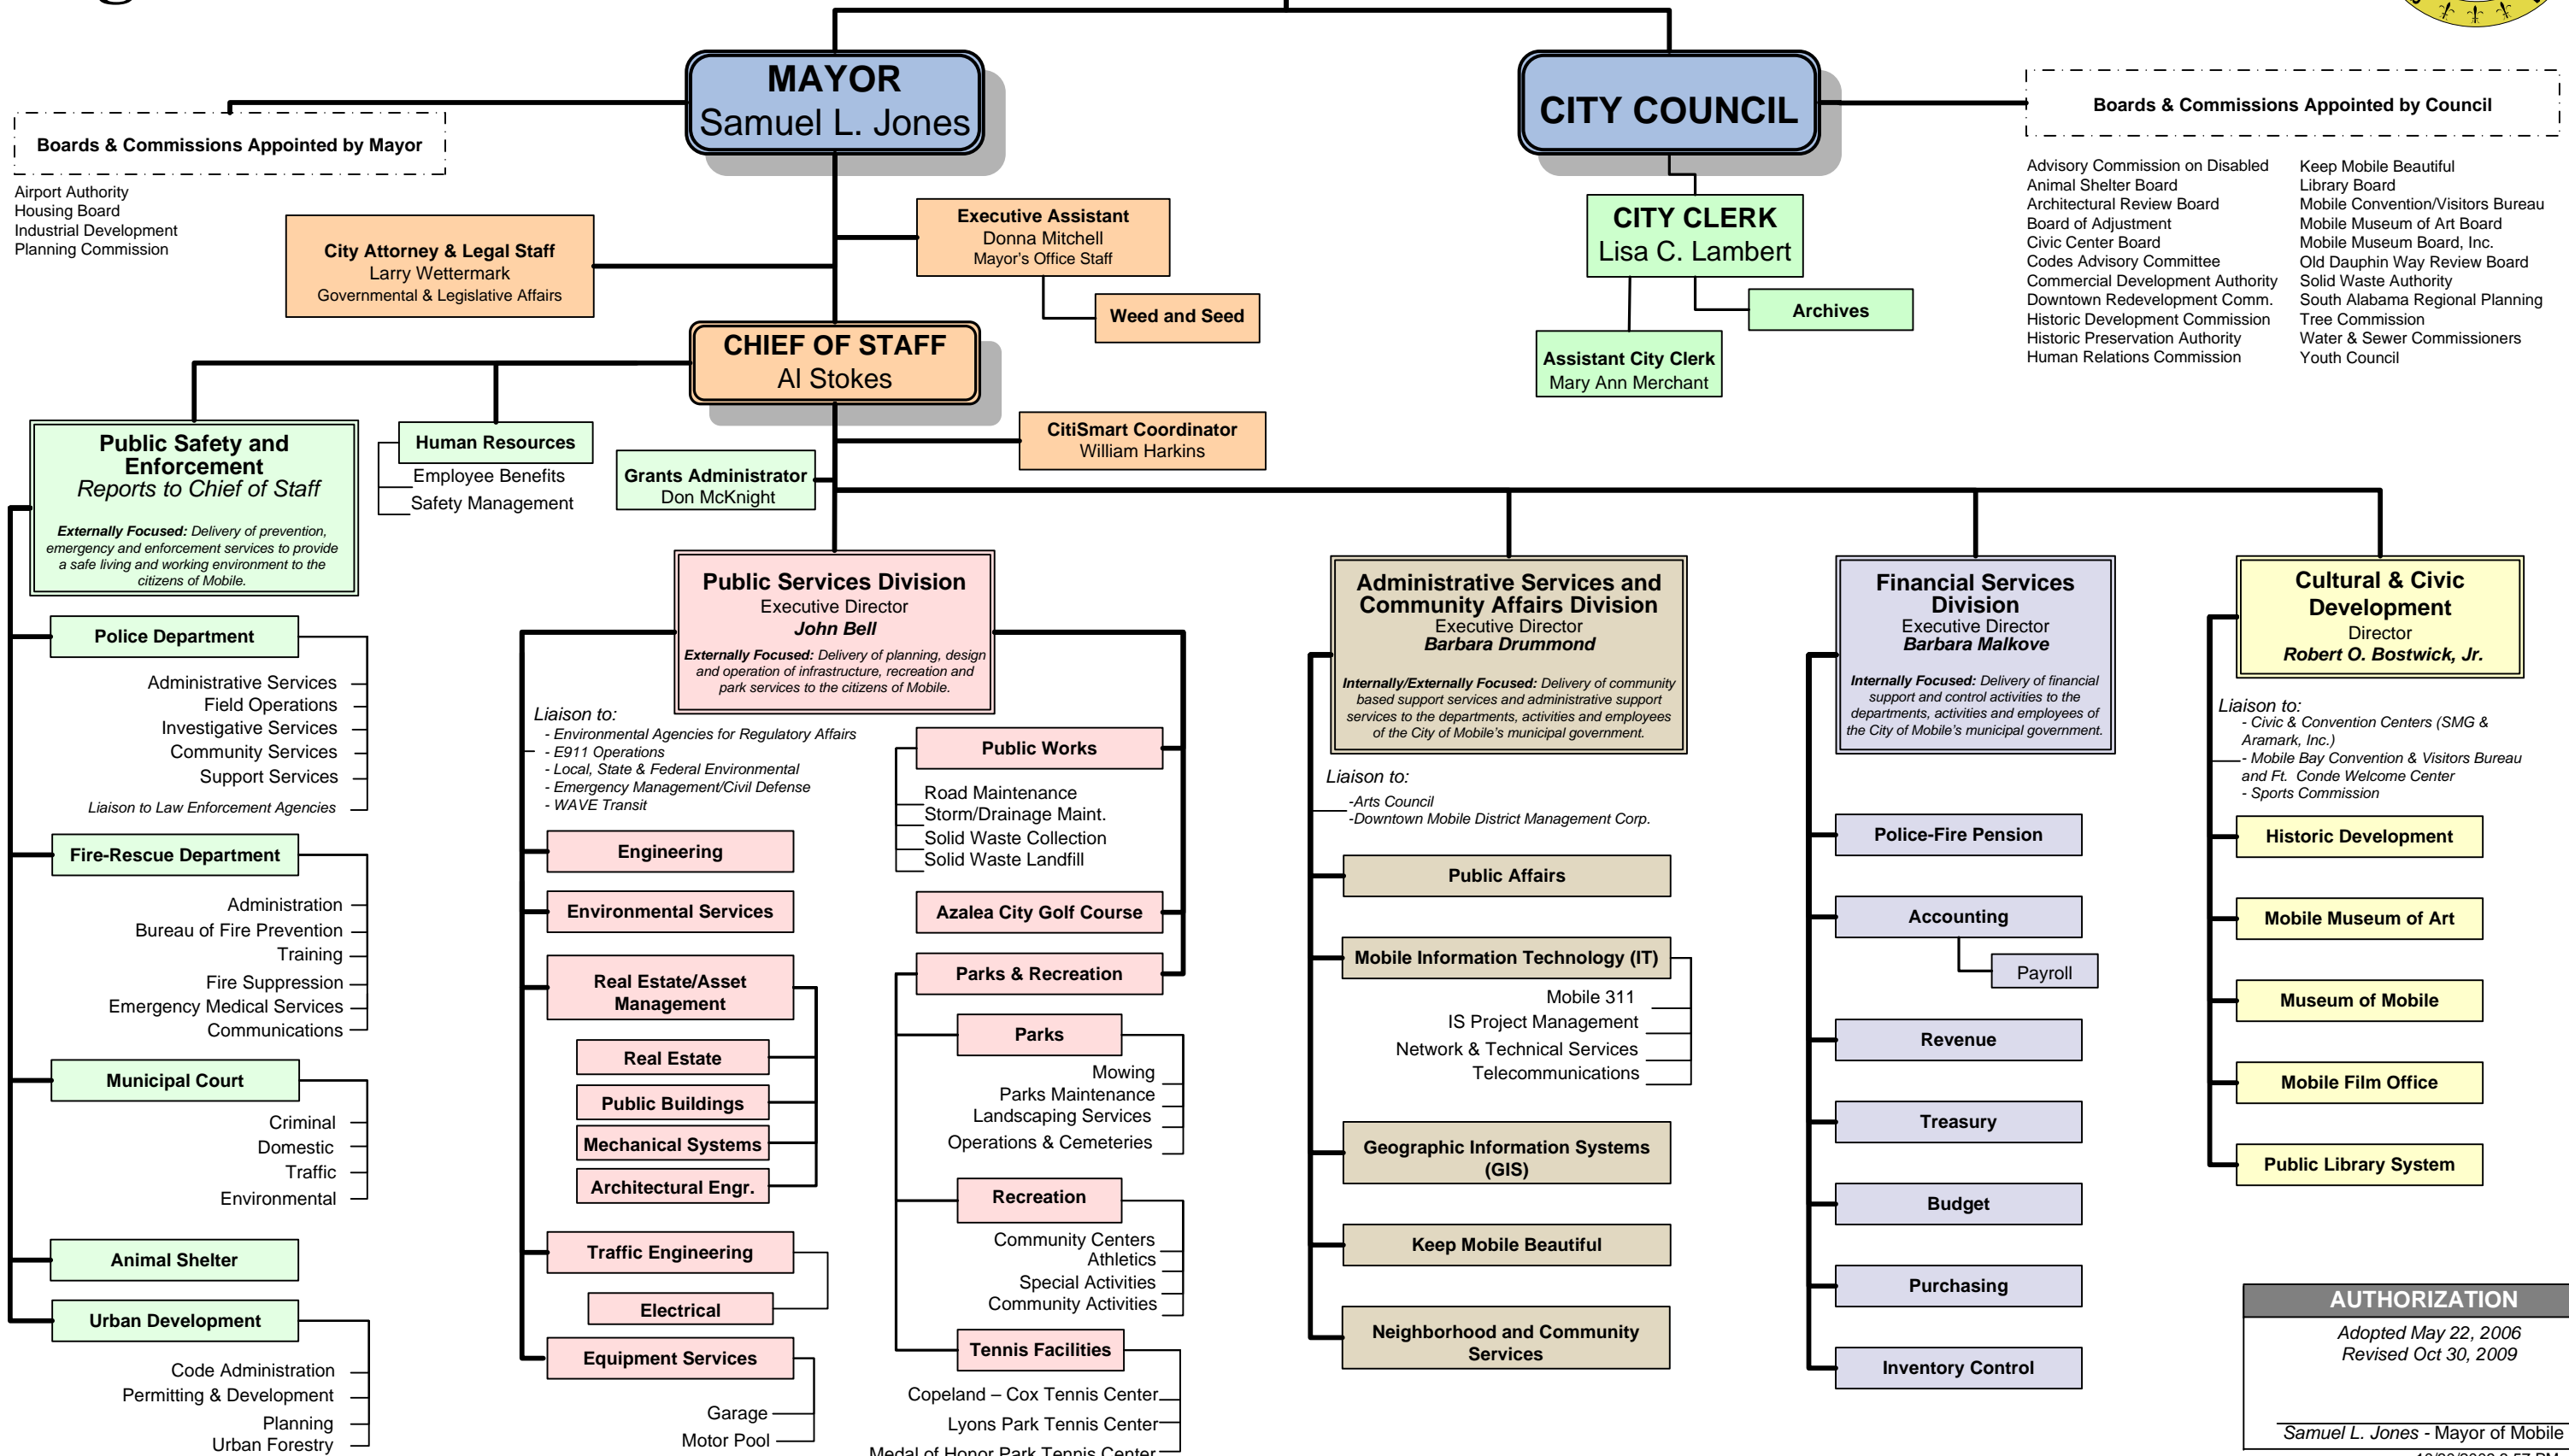 MAYOR
Samuel L. Jones
CITY COUNCIL
Boards & Commissions Appointed by Mayor
Airport Authority
Housing Board
Industrial Development
Planning Commission
Boards & Commissions Appointed by Council
Advisory Commission on Disabled
Animal Shelter Board
Architectural Review Board
Board of Adjustment
Civic Center Board
Codes Advisory Committee
Commercial Development Authority
Downtown Redevelopment Comm.
Historic Development Commission
Historic Preservation Authority
Human Relations Commission
Keep Mobile Beautiful
Library Board
Mobile Convention/Visitors Bureau
Mobile Museum of Art Board
Mobile Museum Board, Inc.
Old Dauphin Way Review Board
Solid Waste Authority
South Alabama Regional Planning
Tree Commission
Water & Sewer Commissioners
Youth Council
City Attorney & Legal Staff
Larry Wettermark
Governmental & Legislative Affairs
Executive Assistant
Donna Mitchell
Mayor's Office Staff
Weed and Seed
CITY CLERK
Lisa C. Lambert
Archives
Assistant City Clerk
Mary Ann Merchant
CHIEF OF STAFF
Al Stokes
CitiSmart Coordinator
William Harkins
Grants Administrator
Don McKnight
Human Resources
Employee Benefits
Safety Management
Public Safety and
Enforcement
Reports to Chief of Staff
Externally Focused: Delivery of prevention,
emergency and enforcement services to provide
a safe living and working environment to the
citizens of Mobile.
Police Department
Administrative Services
Field Operations
Investigative Services
Community Services
Support Services
Liaison to Law Enforcement Agencies
Fire-Rescue Department
Administration
Bureau of Fire Prevention
Training
Fire Suppression
Emergency Medical Services
Communications
Municipal Court
Criminal
Domestic
Traffic
Environmental
Animal Shelter
Urban Development
Code Administration
Permitting & Development
Planning
Urban Forestry
Public Services Division
Executive Director
John Bell
Externally Focused: Delivery of planning, design
and operation of infrastructure, recreation and
park services to the citizens of Mobile.
Liaison to:
- Environmental Agencies for Regulatory Affairs
- E911 Operations
- Local, State & Federal Environmental
- Emergency Management/Civil Defense
- WAVE Transit
Engineering
Environmental Services
Real Estate/Asset
Management
Real Estate
Public Buildings
Mechanical Systems
Architectural Engr.
Traffic Engineering
Electrical
Equipment Services
Garage
Motor Pool
Public Works
Road Maintenance
Storm/Drainage Maint.
Solid Waste Collection
Solid Waste Landfill
Azalea City Golf Course
Parks & Recreation
Parks
Mowing
Parks Maintenance
Landscaping Services
Operations & Cemeteries
Recreation
Community Centers
Athletics
Special Activities
Community Activities
Tennis Facilities
Copeland – Cox Tennis Center
Lyons Park Tennis Center
Medal of Honor Park Tennis Center
Administrative Services and
Community Affairs Division
Executive Director
Barbara Drummond
Internally/Externally Focused: Delivery of community
based support services and administrative support
services to the departments, activities and employees
of the City of Mobile's municipal government.
Liaison to:
-Arts Council
-Downtown Mobile District Management Corp.
Public Affairs
Mobile Information Technology (IT)
Mobile 311
IS Project Management
Network & Technical Services
Telecommunications
Geographic Information Systems
(GIS)
Keep Mobile Beautiful
Neighborhood and Community
Services
Financial Services
Division
Executive Director
Barbara Malkove
Internally Focused: Delivery of financial
support and control activities to the
departments, activities and employees of
the City of Mobile's municipal government.
Police-Fire Pension
Accounting
Payroll
Revenue
Treasury
Budget
Purchasing
Inventory Control
Cultural & Civic
Development
Director
Robert O. Bostwick, Jr.
Liaison to:
- Civic & Convention Centers (SMG &
Aramark, Inc.)
- Mobile Bay Convention & Visitors Bureau
and Ft. Conde Welcome Center
- Sports Commission
Historic Development
Mobile Museum of Art
Museum of Mobile
Mobile Film Office
Public Library System
AUTHORIZATION
Adopted May 22, 2006
Revised Oct 30, 2009
Samuel L. Jones - Mayor of Mobile